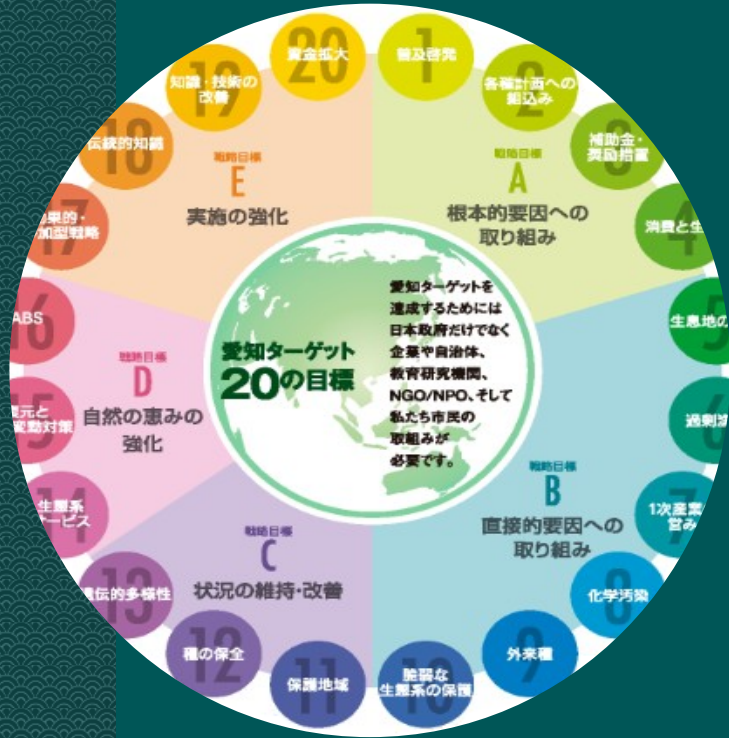 愛知ターゲット
20の目標
愛知ターゲットを
達成するためには
日本政府だけでなく
企業や自治体、
教育研究機関、
NGO/NPO、そして
私たち市民の
取組みが
必要です。
戦略目標
A
根本的要因への
取り組み
1
普及啓発
2
各種計画への
組込み
3
補助金・
奨励措置
4
消費と生
戦略目標
B
直接的要因への
取り組み
5
生息地の
6
過剰漁
7
1次産業
営み
8
化学汚染
9
外来種
10
脆弱な
生態系の保護
戦略目標
C
状況の維持・改善
11
保護地域
12
種の保全
13
遺伝的多様性
戦略目標
D
自然の恵みの
強化
14
生態系
サービス
15
復元と
変動対策
16
ABS
戦略目標
E
実施の強化
17
果的・
加型戦略
18
伝統的知識
19
知識・技術の
改善
20
資金拡大